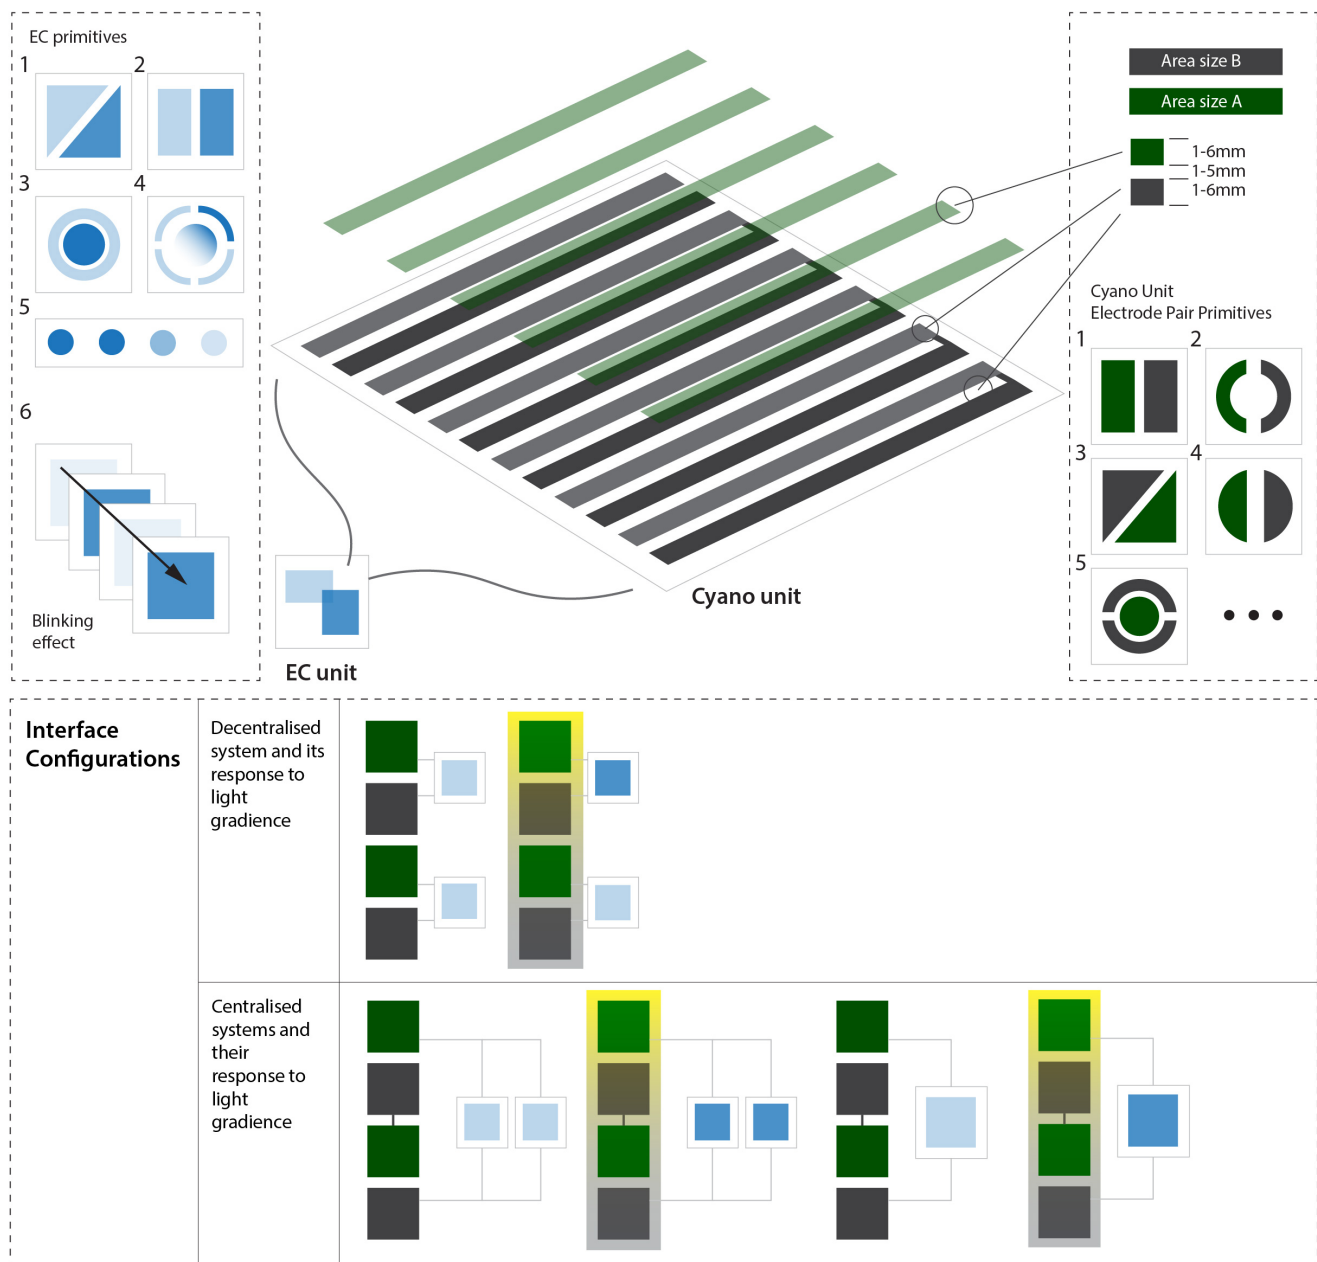 EC primitives
1
2
3
4
5
6
Blinking
effect
EC unit
Cyano unit
Area size B
Area size A
1-6mm
1-5mm
1-6mm
Cyano Unit
Electrode Pair Primitives
1
2
3
4
5
Interface
Configurations
Decentralised
system and its
response to
light
gradience
Centralised
systems and
their
response to
light
gradience